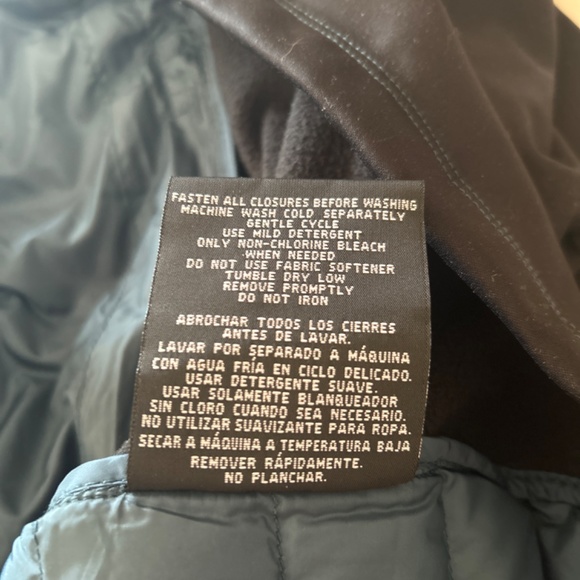 FASTEN ALL CLOSURES BEFORE WASHING
MACHINE WASH COLD SEPARATELY
GENTLE CYCLE
USE MILD DETERGENT
ONLY NON-CHLORINE BLEACH
WHEN NEEDED
DO NOT USE FABRIC SOFTENER
TUMBLE DRY LOW
REMOVE PROMPTLY
DO NOT IRON
ABROCHAR TODOS LOS CIERRES
ANTES DE LAVAR.
LAVAR POR SEPARADO A MÁQUINA
CON AGUA FRÍA EN CICLO DELICADO.
USAR DETERGENTE SUAVE.
USAR SOLAMENTE BLANQUEADOR
SIN CLORO CUANDO SEA NECESARIO.
NO UTILIZAR SUAVIZANTE PARA ROPA.
SECAR A MÁQUINA A TEMPERATURA BAJA
REMOVER RÁPIDAMENTE.
NO PLANCHAR.